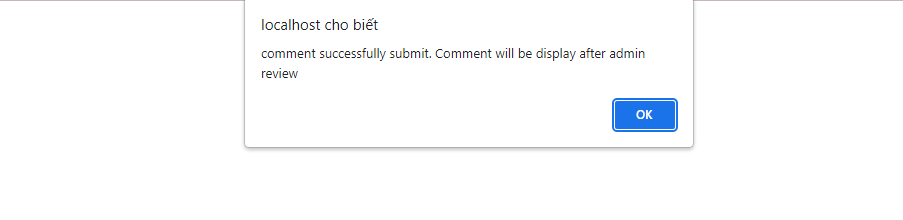 localhost cho biết
comment successfully submit. Comment will be display after admin
review
OK